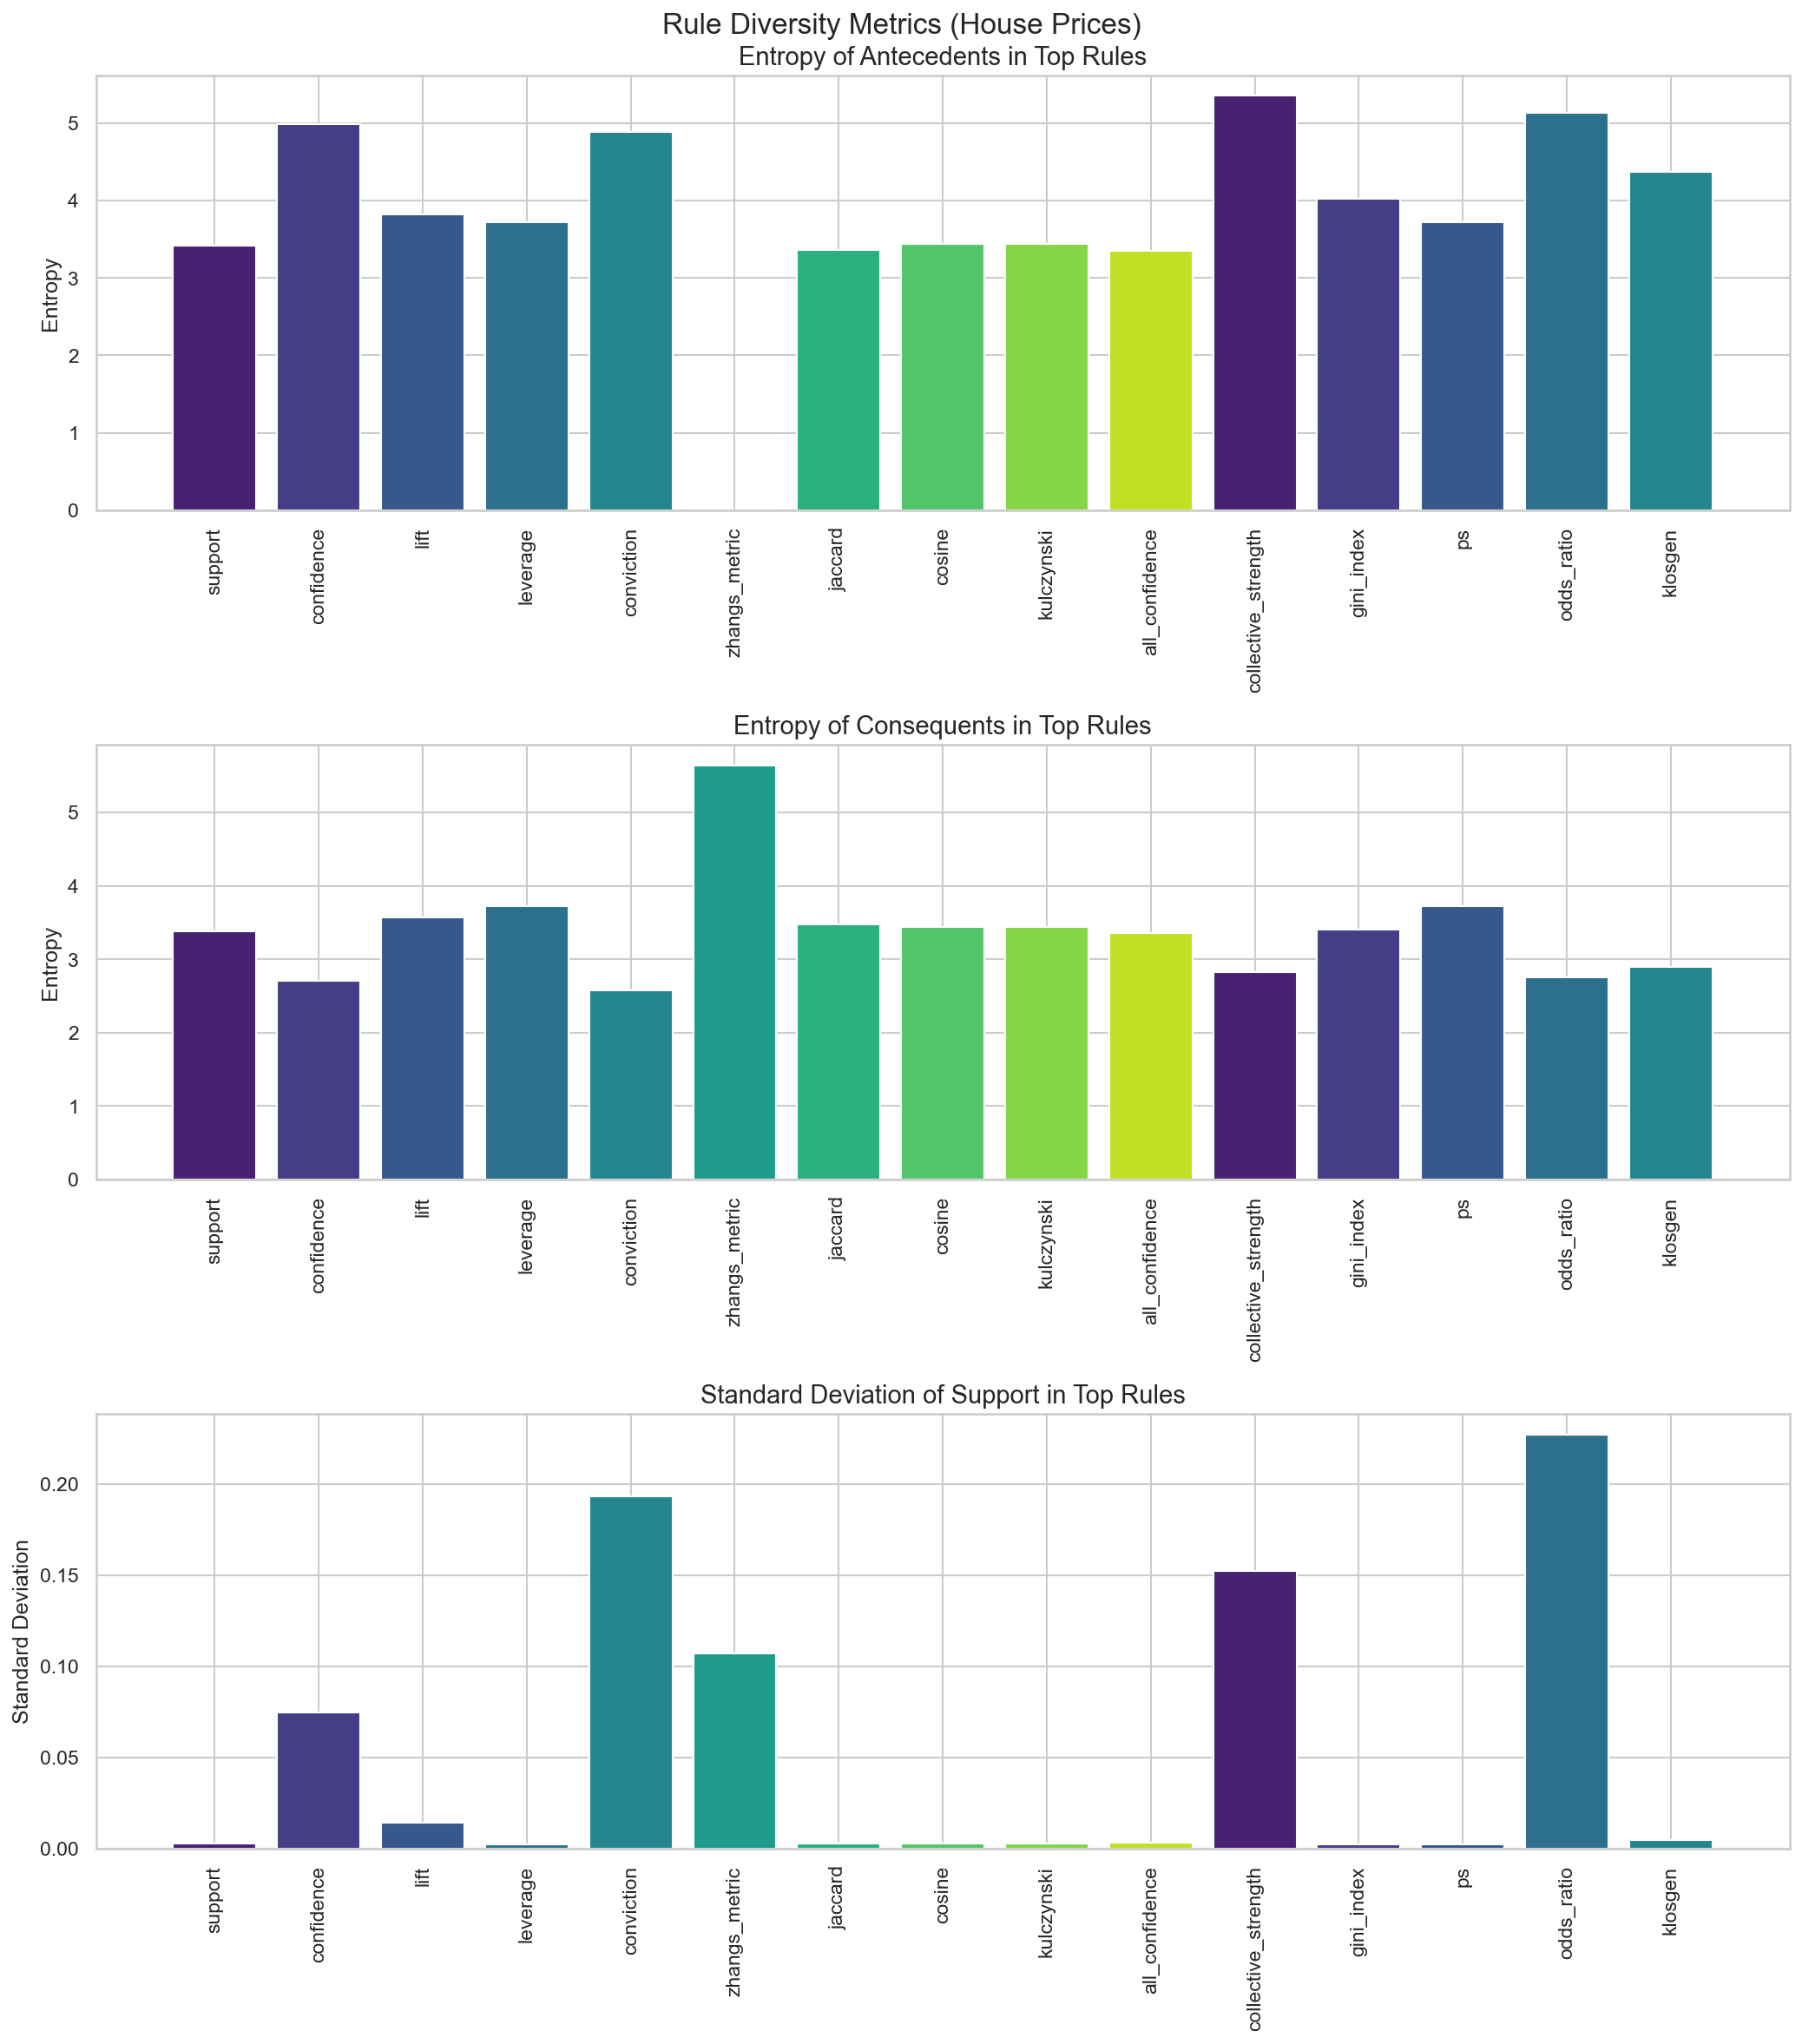 Rule Diversity Metrics (House Prices)
Entropy of Antecedents in Top Rules
Entropy
5
4
3
2
1
0
support
confidence
lift
leverage
conviction
zhangs_metric
jaccard
cosine
kulczynski
all_confidence
collective_strength
gini_index
ps
odds_ratio
klosgen
Entropy of Consequents in Top Rules
Entropy
5
4
3
2
1
0
support
confidence
lift
leverage
conviction
zhangs_metric
jaccard
cosine
kulczynski
all_confidence
collective_strength
gini_index
ps
odds_ratio
klosgen
Standard Deviation of Support in Top Rules
Standard Deviation
0.20
0.15
0.10
0.05
0.00
support
confidence
lift
leverage
conviction
zhangs_metric
jaccard
cosine
kulczynski
all_confidence
collective_strength
gini_index
ps
odds_ratio
klosgen